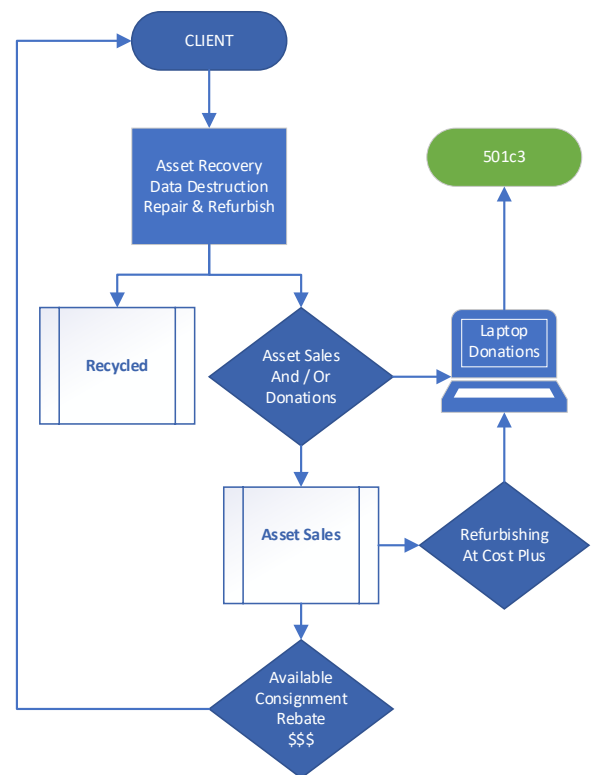 CLIENT
Asset Recovery
Data Destruction
Repair & Refurbish
501c3
Recycled
Asset Sales
And / Or
Donations
Laptop
Donations
Asset Sales
Refurbishing
At Cost Plus
Available
Consignment
Rebate
$$$